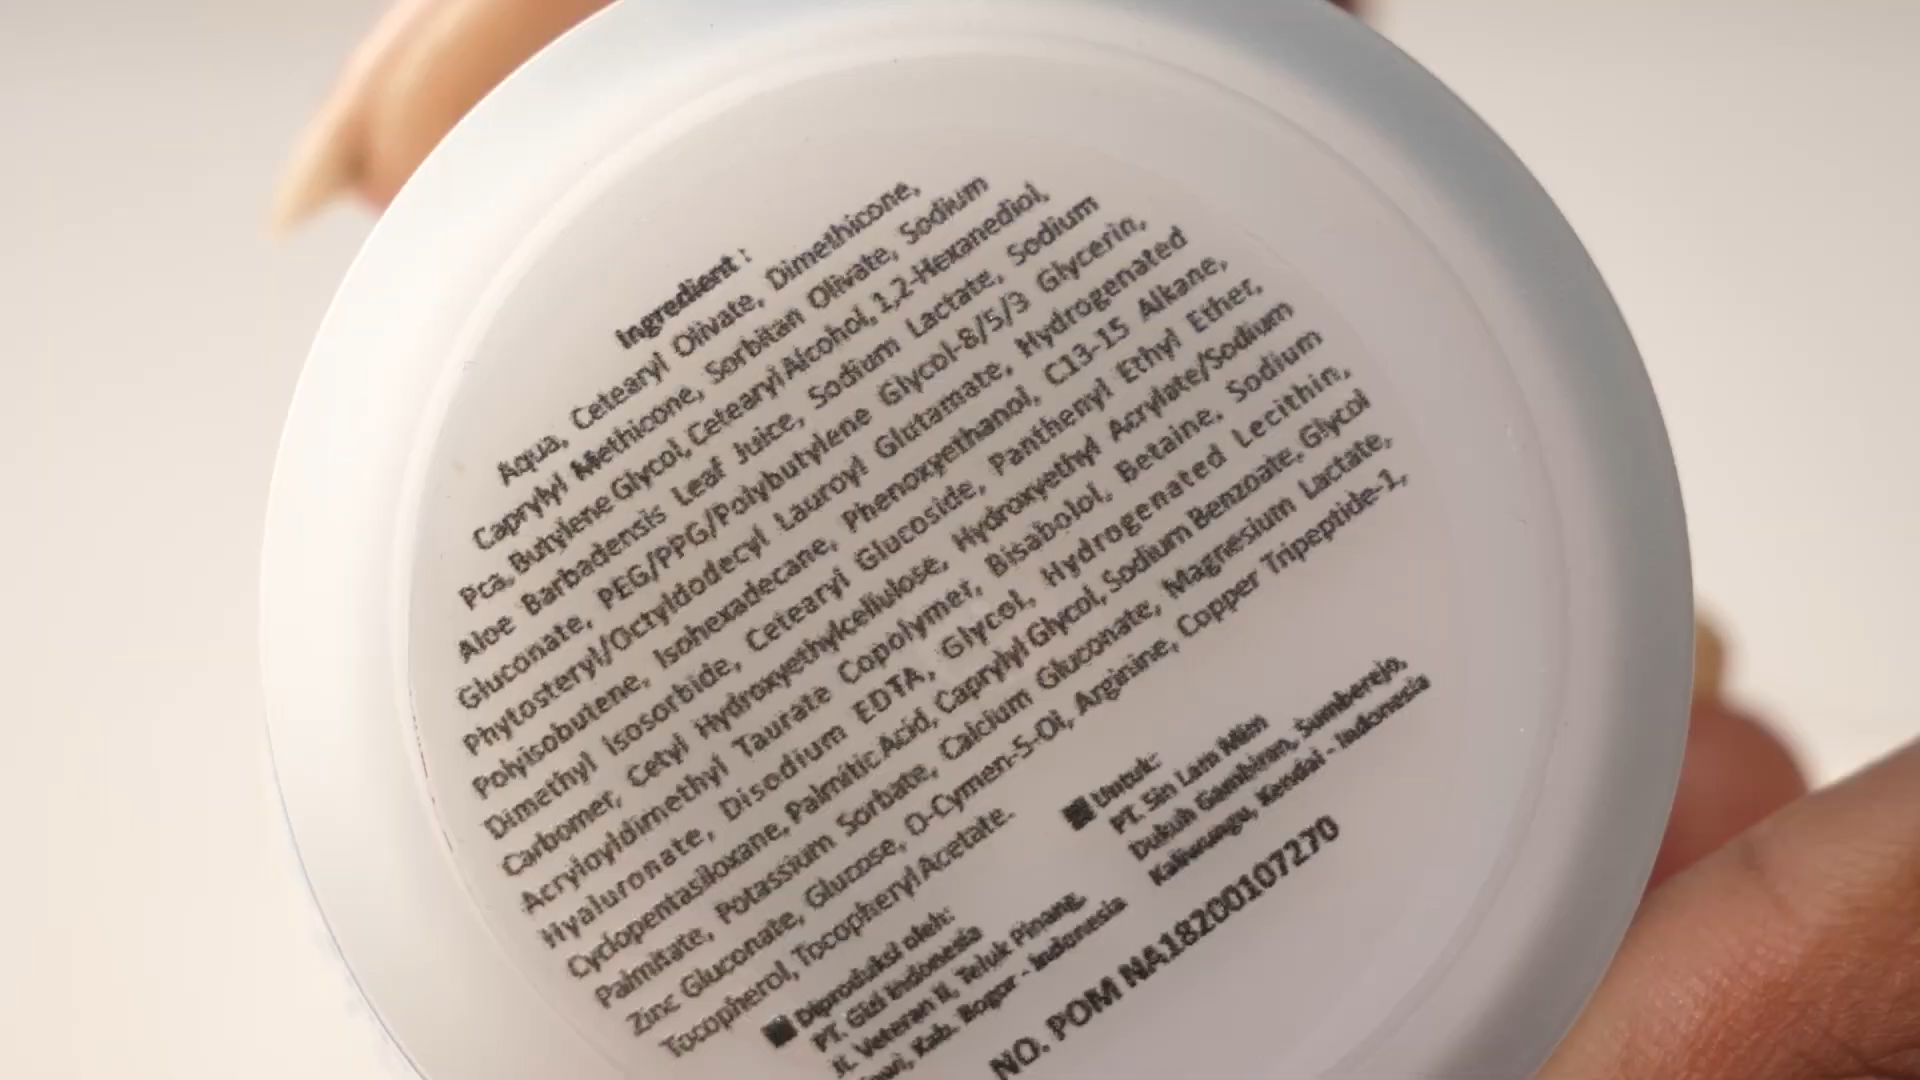 Ingredient :
Aqua, Cetearyl Olivate, Dimethicone,
Caprylyl Methicone, Sorbitan Olivate, Sodium
Pca, Butylene Glycol, Cetearyl Alcohol, 1,2-Hexanediol,
Aloe Barbadensis Leaf Juice, Sodium Lactate, Sodium
Gluconate, PEG/PPG/Polybutylene Glycol-8/5/3 Glycerin,
Phytosteryl/Octyldodecyl Lauroyl Glutamate, Hydrogenated
Polyisobutene, Isohexadecane, Phenoxyethanol, C13-15 Alkane,
Dimethyl Isosorbide, Cetearyl Glucoside, Panthenyl Ethyl Ether,
Carbomer, Cetyl Hydroxyethylcellulose, Hydroxyethyl Acrylate/Sodium
Acryloyldimethyl Taurate Copolymer, Bisabolol, Betaine, Sodium
Hyaluronate, Disodium EDTA, Glycol, Hydrogenated Lecithin,
Cyclopentasiloxane, Palmitic Acid, Caprylyl Glycol, Sodium Benzoate, Glycol
Palmitate, Potassium Sorbate, Calcium Gluconate, Magnesium Lactate,
Zinc Gluconate, Glucose, O-Cymen-5-Ol, Arginine, Copper Tripeptide-1,
Tocopherol, Tocopheryl Acetate.
Diproduksi oleh:
PT. Gizi Indonesia
Jl. Veteran II, Teluk Pinang,
Kab. Bogor - Indonesia
Untuk:
PT. Sin Lam Mim
Dukuh Gambiran, Sumberejo,
Kaliwungu, Kendal - Indonesia
NO. POM NA18200107270